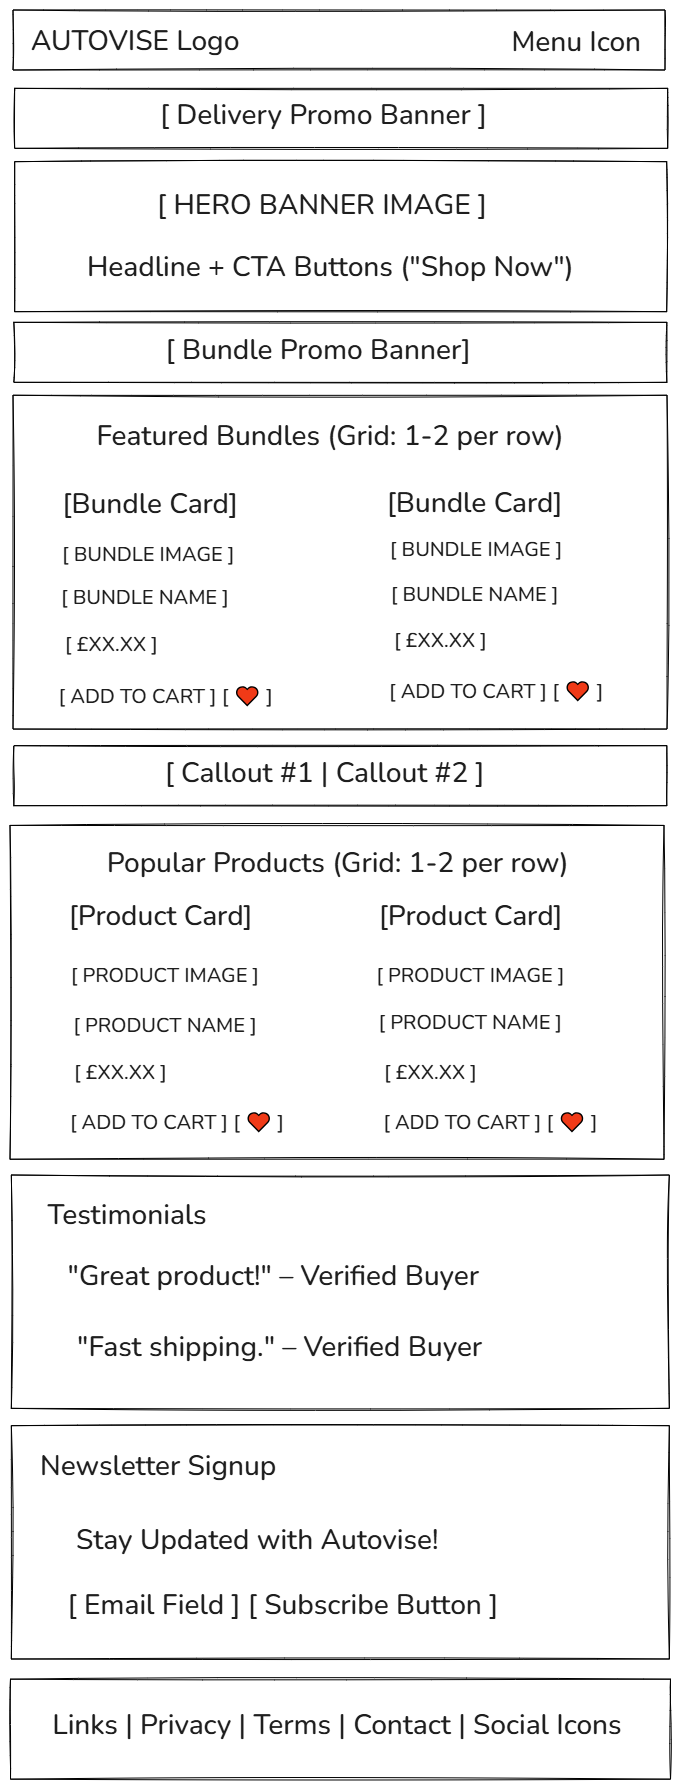 AUTOVISE Logo Menu Icon
[ Delivery Promo Banner ]
[ HERO BANNER IMAGE ]
Headline + CTA Buttons ("Shop Now")
[ Bundle Promo Banner]
Featured Bundles (Grid: 1-2 per row)
[Bundle Card] [Bundle Card]
[ BUNDLE IMAGE ] [ BUNDLE IMAGE ]
[ BUNDLE NAME ] [ BUNDLE NAME ]
[ £XX.XX ] [ £XX.XX ]
[ ADD TO CART ] [ ❤️ ] [ ADD TO CART ] [ ❤️ ]
[ Callout #1 | Callout #2 ]
Popular Products (Grid: 1-2 per row)
[Product Card] [Product Card]
[ PRODUCT IMAGE ] [ PRODUCT IMAGE ]
[ PRODUCT NAME ] [ PRODUCT NAME ]
[ £XX.XX ] [ £XX.XX ]
[ ADD TO CART ] [ ❤️ ] [ ADD TO CART ] [ ❤️ ]
Testimonials
"Great product!" – Verified Buyer
"Fast shipping." – Verified Buyer
Newsletter Signup
Stay Updated with Autovise!
[ Email Field ] [ Subscribe Button ]
Links | Privacy | Terms | Contact | Social Icons